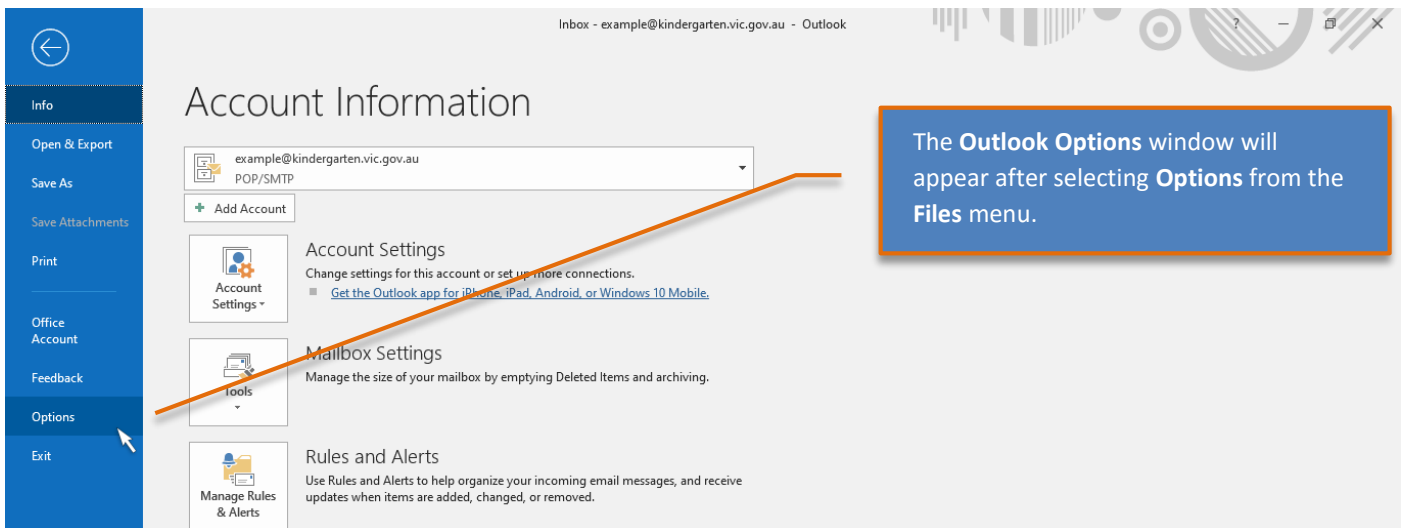 Inbox - example@kindergarten.vic.gov.au - Outlook
?
Info
Open & Export
Save As
Save Attachments
Print
Office
Account
Feedback
Options
Exit
Account Information
example@kindergarten.vic.gov.au
POP/SMTP
+ Add Account
Account
Settings
Account Settings
Change settings for this account or set up more connections.
Get the Outlook app for iPhone, iPad, Android, or Windows 10 Mobile.
Tools
Mailbox Settings
Manage the size of your mailbox by emptying Deleted Items and archiving.
Manage Rules
& Alerts
Rules and Alerts
Use Rules and Alerts to help organize your incoming email messages, and receive
updates when items are added, changed, or removed.
The Outlook Options window will
appear after selecting Options from the
Files menu.